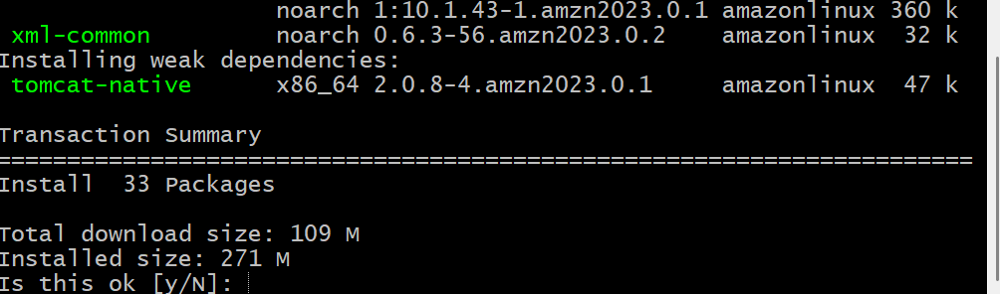 noarch 1:10.1.43-1.amzn2023.0.1 amazonlinux 360 k
xml-common noarch 0.6.3-56.amzn2023.0.2 amazonlinux 32 k
Installing weak dependencies:
tomcat-native x86_64 2.0.8-4.amzn2023.0.1 amazonlinux 47 k
Transaction Summary
================================================================================
Install 33 Packages
Total download size: 109 M
Installed size: 271 M
Is this ok [y/N]: